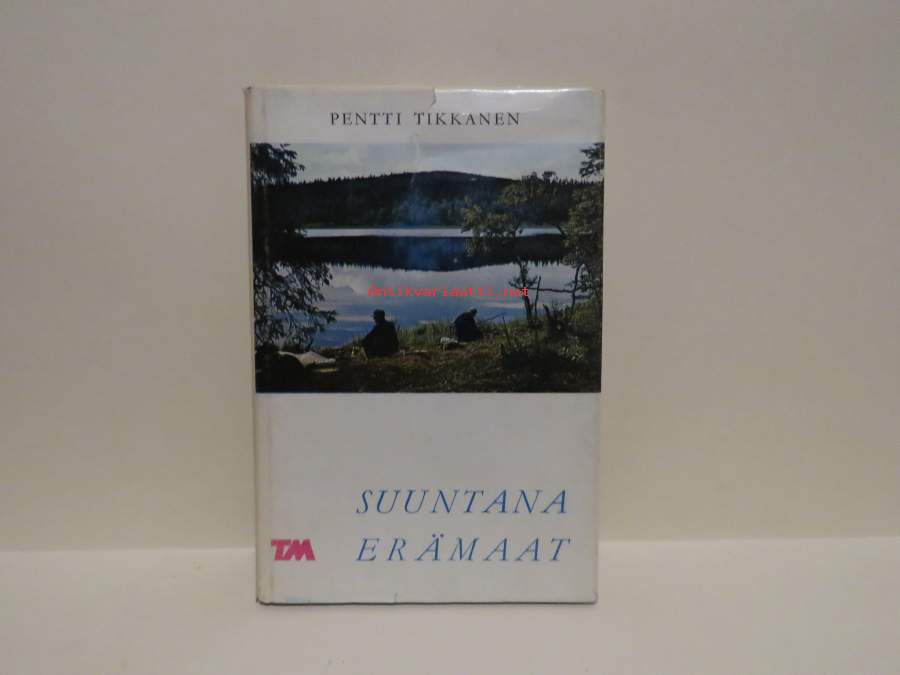 PENTTI TIKKANEN
antikvariaatti.net
SUUNTANA
ERÄMAAT
TM